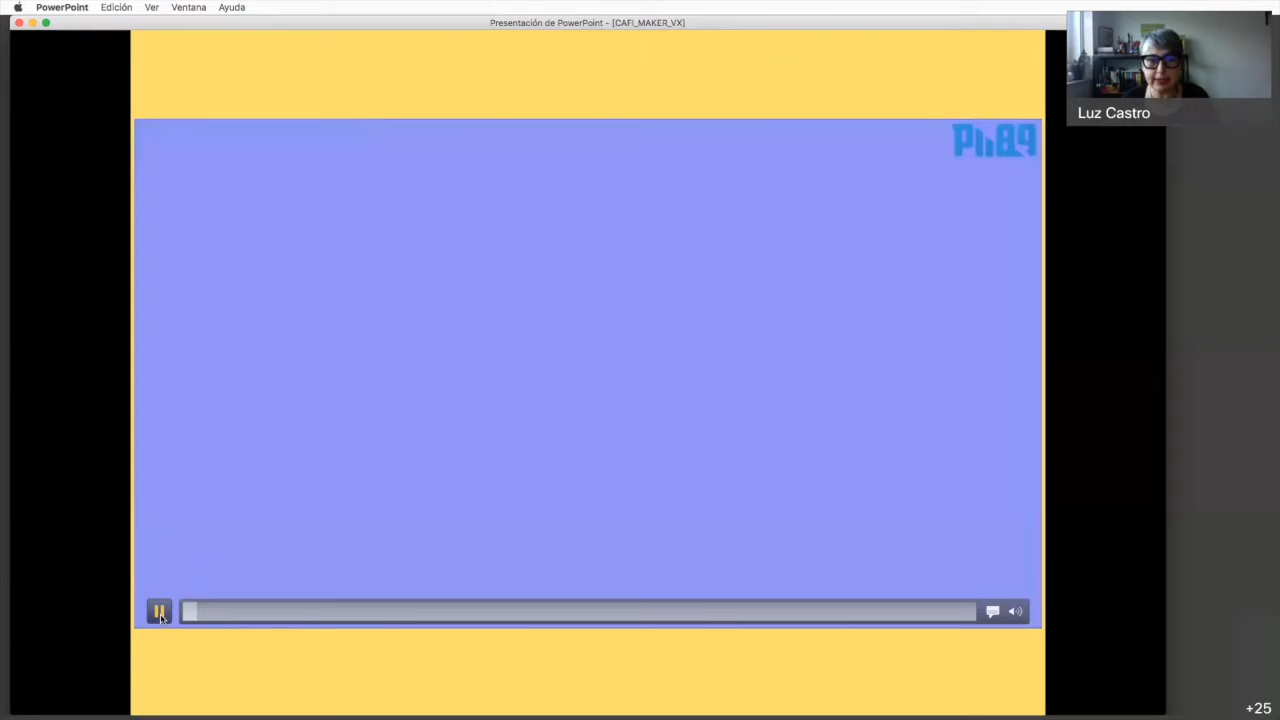 PowerPoint Edición Ver Ventana Ayuda
Presentación de PowerPoint - [CAFI_MAKER_VX]
Luz Castro
+25